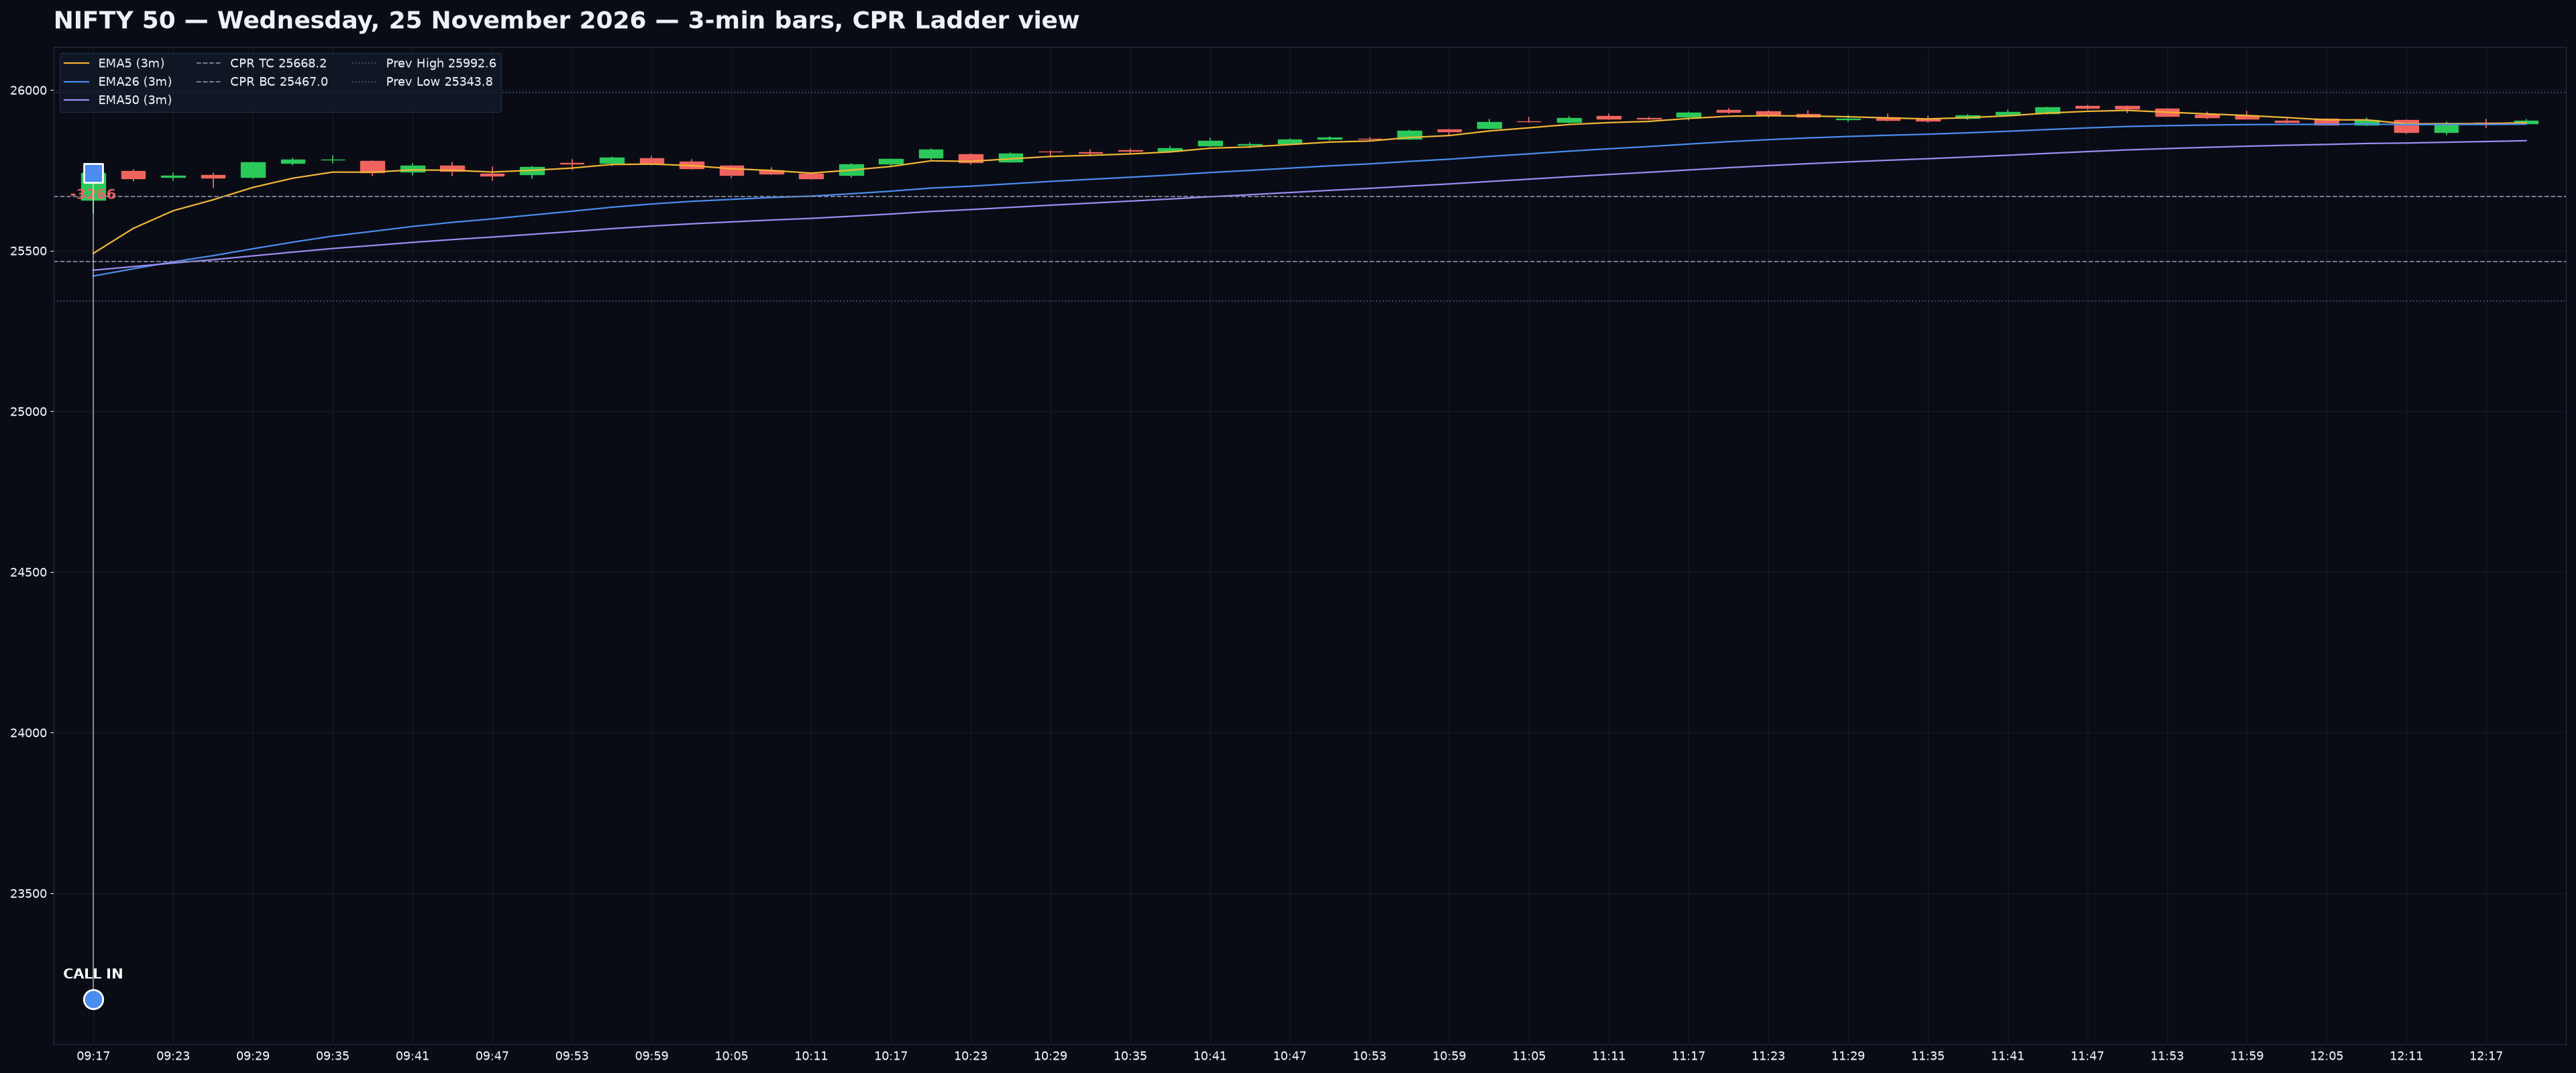 NIFTY 50 — Wednesday, 25 November 2026 — 3-min bars, CPR Ladder view
EMA5 (3m)
EMA26 (3m)
EMA50 (3m)
CPR TC 25668.2
CPR BC 25467.0
Prev High 25992.6
Prev Low 25343.8
26000
25500
25000
24500
24000
23500
CALL IN
09:17 09:23 09:29 09:35 09:41 09:47 09:53 09:59 10:05 10:11 10:17 10:23 10:29 10:35 10:41 10:47 10:53 10:59 11:05 11:11 11:17 11:23 11:29 11:35 11:41 11:47 11:53 11:59 12:05 12:11 12:17